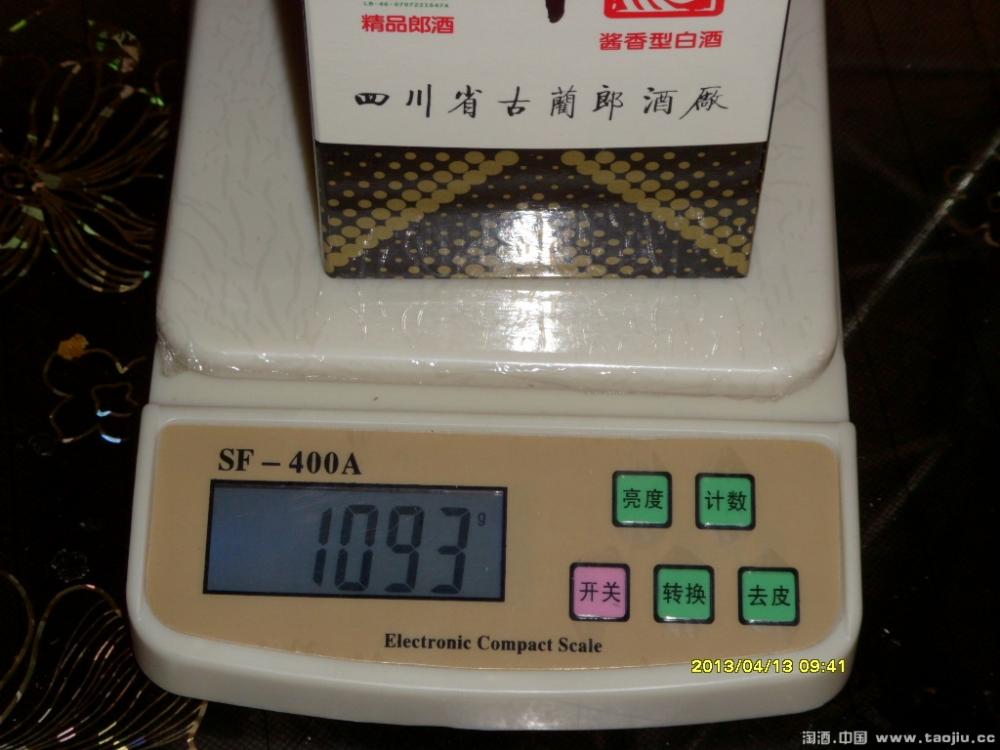 精品郎酒
酱香型白酒
四川省古蔺郎酒厰
SF-400A
1093 g
亮度 计数
开关 转换 去皮
Electronic Compact Scale
2013/04/13 09:41
淘酒.中国 www.taojiu.cc